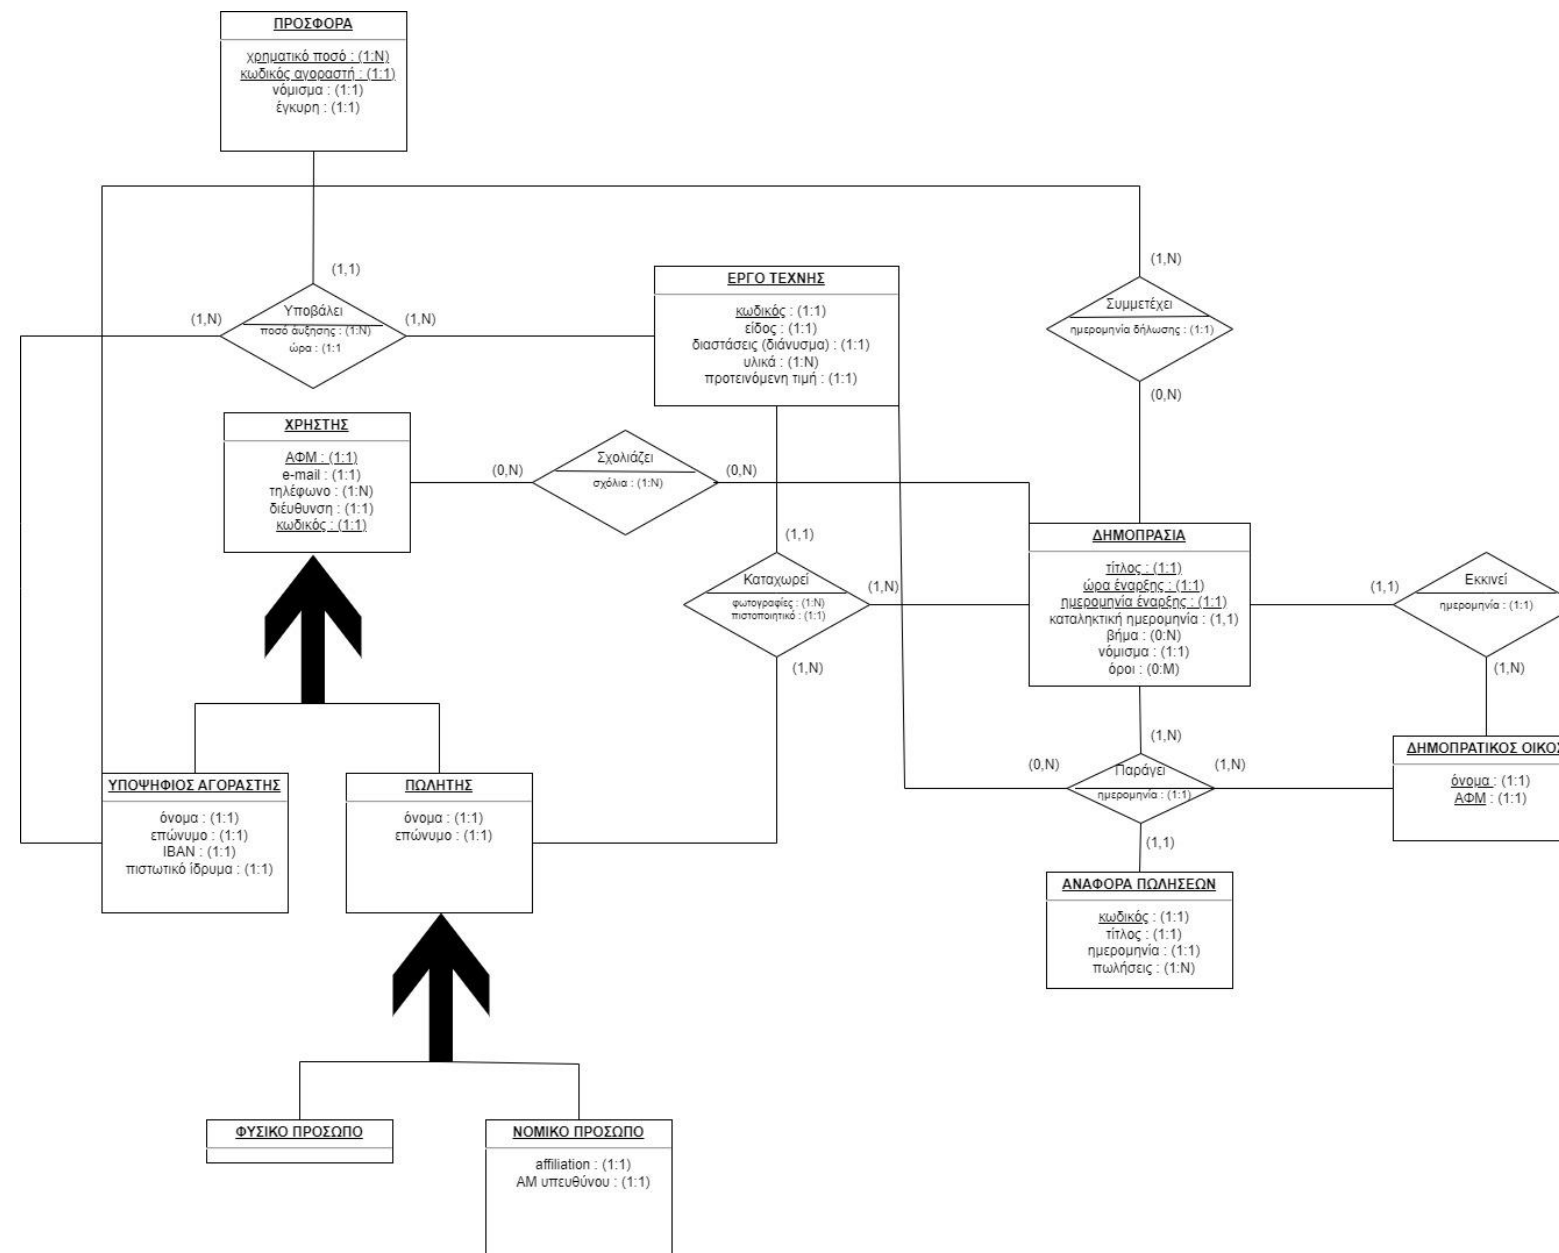 ΠΡΟΣΦΟΡΑ
χρηματικό ποσό : (1:N)
κωδικός αγοραστή : (1:1)
νόμισμα : (1:1)
έγκυρη : (1:1)
(1,1)
(1,N)
Υποβάλει
ποσό άυξησης : (1:N)
ώρα : (1:1
(1,N)
ΕΡΓΟ ΤΕΧΝΗΣ
κωδικός : (1:1)
είδος : (1:1)
διαστάσεις (διάνυσμα) : (1:1)
υλικά : (1:N)
προτεινόμενη τιμή : (1:1)
(1,N)
Συμμετέχει
ημερομηνία δήλωσης : (1:1)
(0,N)
ΧΡΗΣΤΗΣ
ΑΦΜ : (1:1)
e-mail : (1:1)
τηλέφωνο : (1:N)
διέυθυνση : (1:1)
κωδικός : (1:1)
(0,N)
Σχολιάζει
σχόλια : (1:N)
(0,N)
(1,1)
Καταχωρεί
φωτογραφίες : (1:N)
πιστοποιητικό : (1:1)
(1,N)
(1,N)
ΔΗΜΟΠΡΑΣΙΑ
τίτλος : (1:1)
ώρα έναρξης : (1:1)
ημερομηνία έναρξης : (1:1)
καταληκτική ημερομηνία : (1,1)
βήμα : (0:N)
νόμισμα : (1:1)
όροι : (0:M)
(1,1)
Εκκινεί
ημερομηνία : (1:1)
(1,N)
ΔΗΜΟΠΡΑΤΙΚΟΣ ΟΙΚΟΣ
όνομα : (1:1)
ΑΦΜ : (1:1)
(1,N)
(0,N)
Παράγει
ημερομηνία : (1:1)
(1,N)
(1,1)
ΥΠΟΨΗΦΙΟΣ ΑΓΟΡΑΣΤΗΣ
όνομα : (1:1)
επώνυμο : (1:1)
IBAN : (1:1)
πιστωτικό ίδρυμα : (1:1)
ΠΩΛΗΤΗΣ
όνομα : (1:1)
επώνυμο : (1:1)
ΑΝΑΦΟΡΑ ΠΩΛΗΣΕΩΝ
κωδικός : (1:1)
τίτλος : (1:1)
ημερομηνία : (1:1)
πωλήσεις : (1:N)
ΦΥΣΙΚΟ ΠΡΟΣΩΠΟ
ΝΟΜΙΚΟ ΠΡΟΣΩΠΟ
affiliation : (1:1)
ΑΜ υπευθύνου : (1:1)